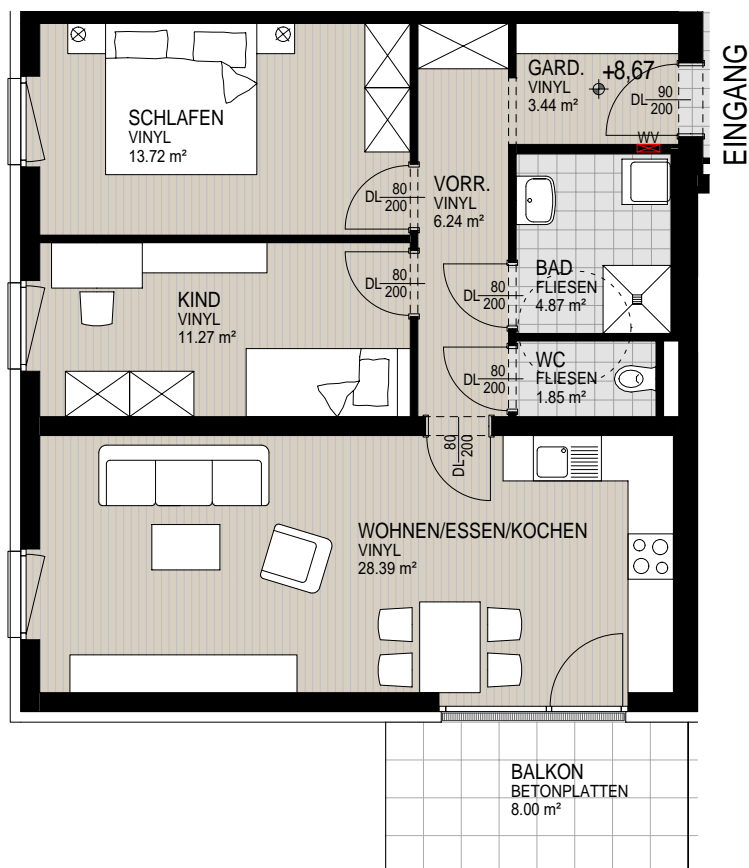 EINGANG
GARD.
VINYL
3.44 m²
+8,67
DL 90
200
WV
SCHLAFEN
VINYL
13.72 m²
DL 80
200
VORR.
VINYL
6.24 m²
KIND
VINYL
11.27 m²
DL 80
200
BAD
FLIESEN
4.87 m²
DL 80
200
WC
FLIESEN
1.85 m²
DL 80
200
DL 80
200
WOHNEN/ESSEN/KOCHEN
VINYL
28.39 m²
BALKON
BETONPLATTEN
8.00 m²